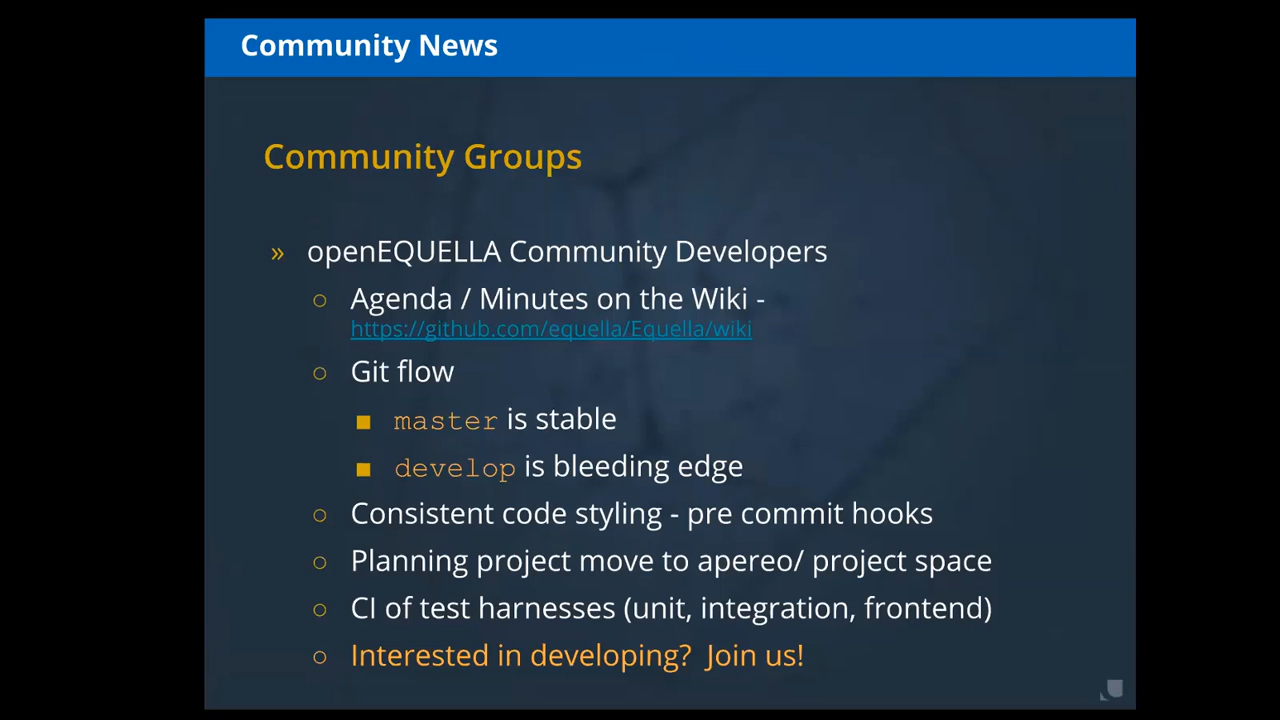 Community News
Community Groups
» openEQUELLA Community Developers
○ Agenda / Minutes on the Wiki -
https://github.com/equella/Equella/wiki
○ Git flow
■ master is stable
■ develop is bleeding edge
○ Consistent code styling - pre commit hooks
○ Planning project move to apereo/ project space
○ CI of test harnesses (unit, integration, frontend)
○ Interested in developing?  Join us!